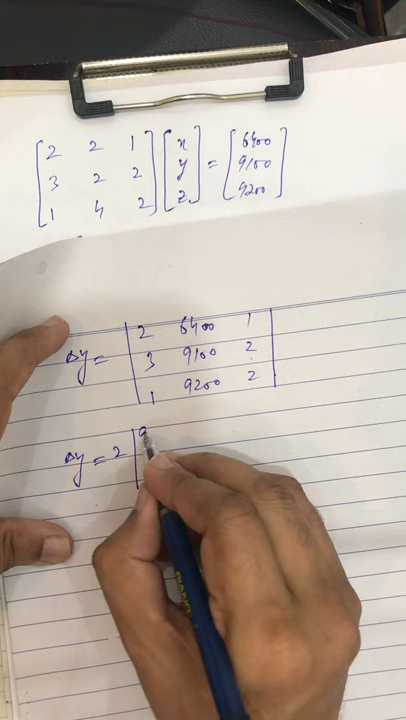 [2 2 1] [x] = [6400]
[3 2 2] [y] [9100]
[1 4 2] [z] [9200]
Δy = | 2 6400 1 |
| 3 9100 2 |
| 1 9200 2 |
Δy = 2 | 9